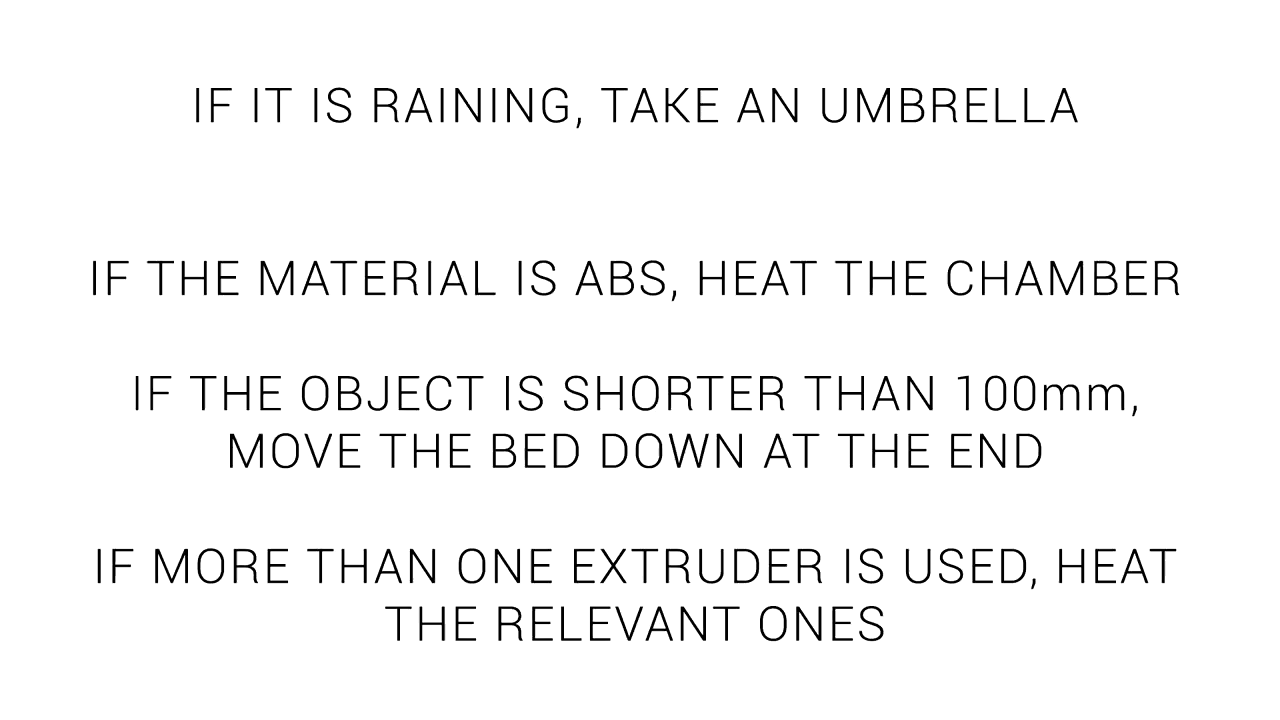 IF IT IS RAINING, TAKE AN UMBRELLA
IF THE MATERIAL IS ABS, HEAT THE CHAMBER
IF THE OBJECT IS SHORTER THAN 100mm,
MOVE THE BED DOWN AT THE END
IF MORE THAN ONE EXTRUDER IS USED, HEAT
THE RELEVANT ONES